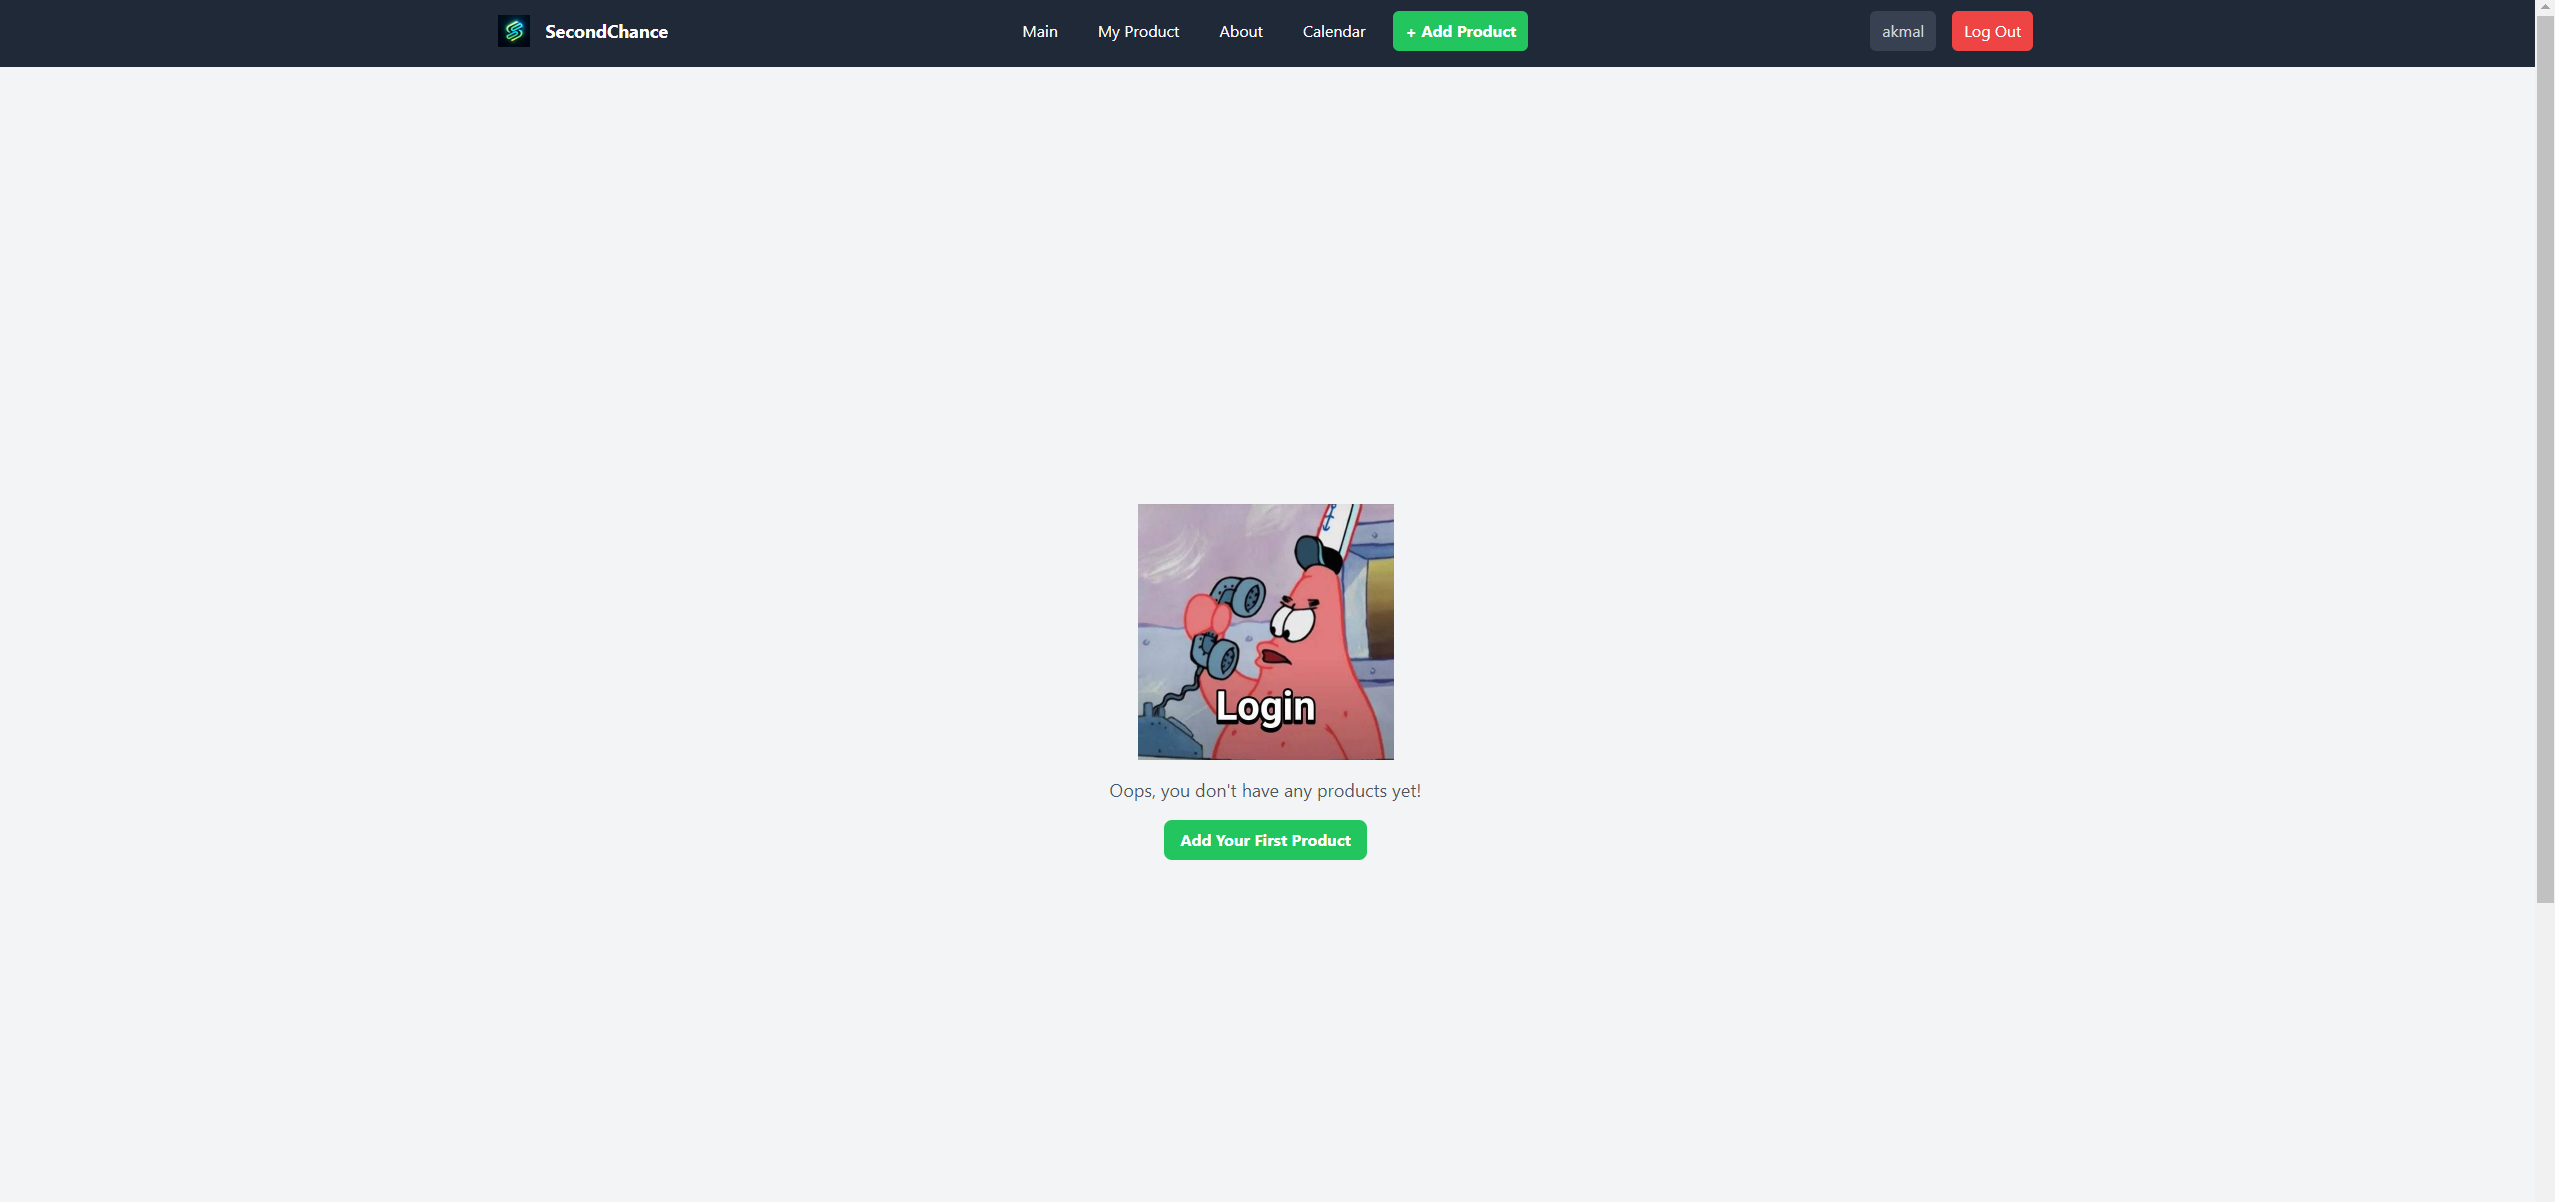 SecondChance
Main
My Product
About
Calendar
+ Add Product
akmal
Log Out
Login
Oops, you don't have any products yet!
Add Your First Product